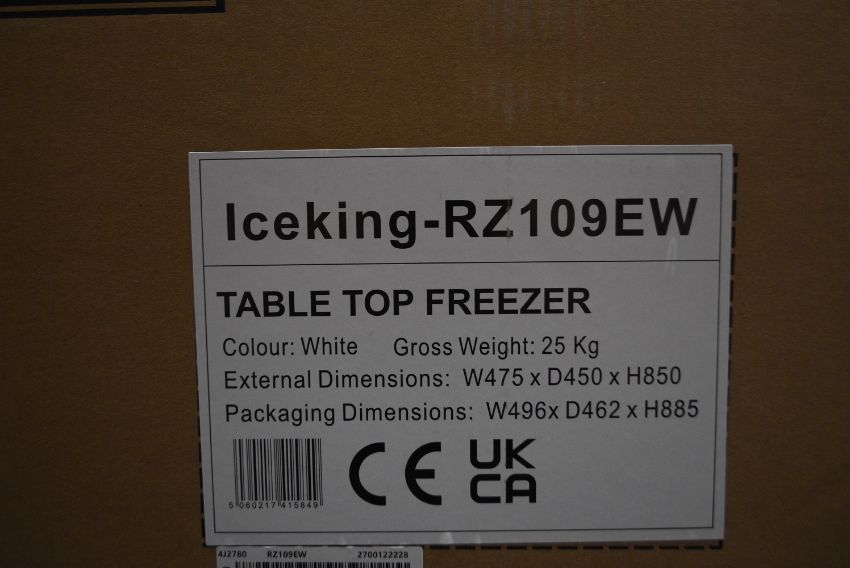 Iceking-RZ109EW
TABLE TOP FREEZER
Colour: White Gross Weight: 25 Kg
External Dimensions: W475 x D450 x H850
Packaging Dimensions: W496x D462 x H885
CE UK
CA
5 060217 415849
4J2780 RZ109EW 2700122228